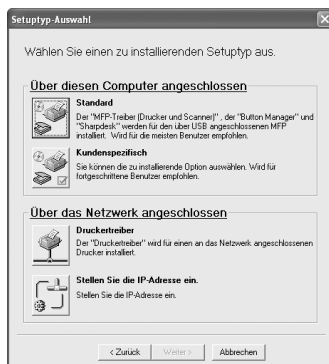 Setuptyp-Auswahl
Wählen Sie einen zu installierenden Setuptyp aus.
Über diesen Computer angeschlossen
Standard
Der "MFP-Treiber (Drucker und Scanner)", der "Button Manager" und
"Sharpdesk" werden für den über USB angeschlossenen MFP
installiert. Wird für die meisten Benutzer empfohlen.
Kundenspezifisch
Sie können die zu installierende Option auswählen. Wird für
fortgeschrittene Benutzer empfohlen.
Über das Netzwerk angeschlossen
Druckertreiber
Der "Druckertreiber" wird für einen an das Netzwerk angeschlossenen
Drucker installiert.
Stellen Sie die IP-Adresse ein.
Stellen Sie die IP-Adresse ein.
< Zurück Weiter > Abbrechen